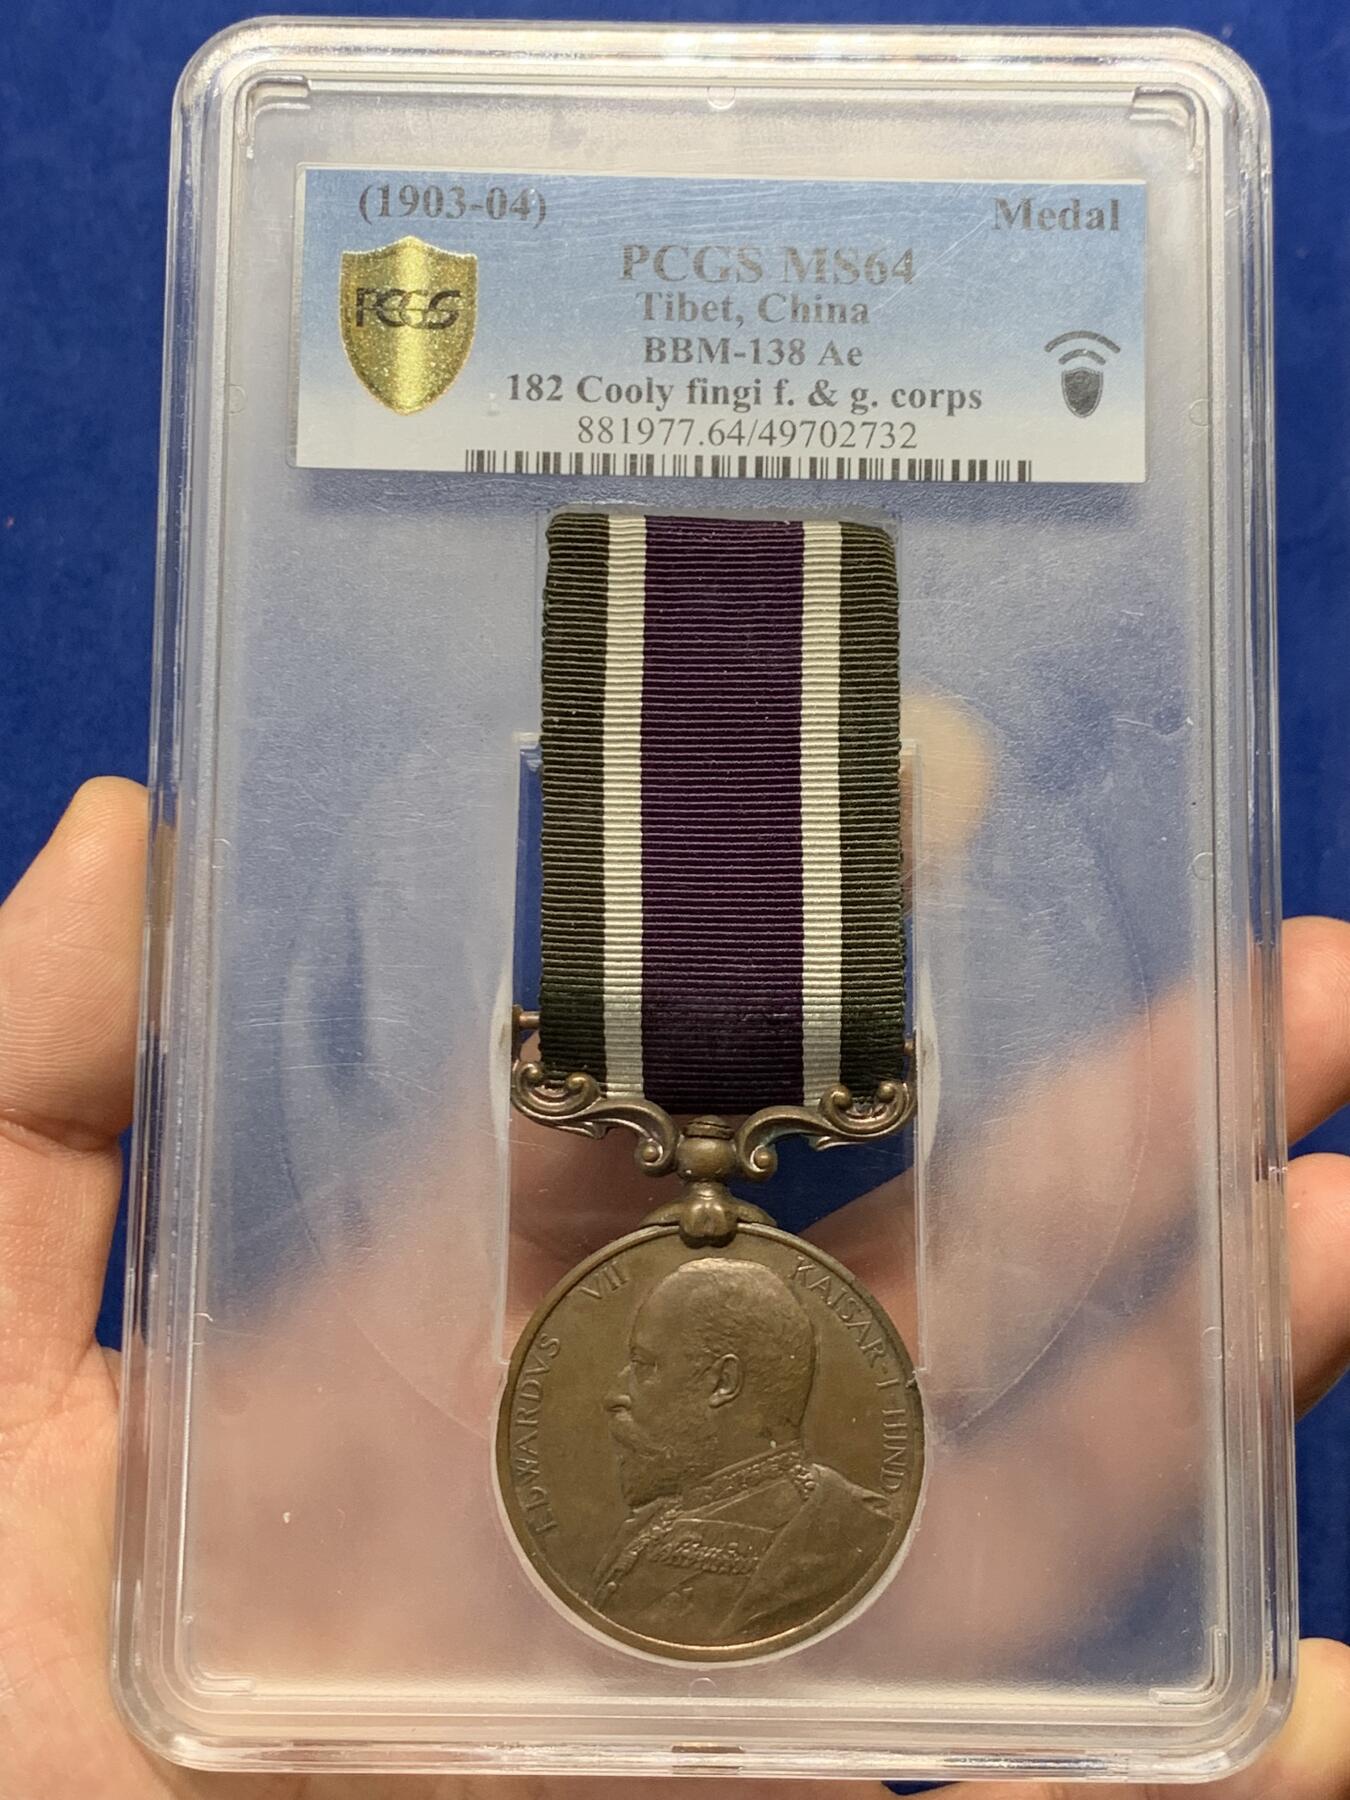 (1903-04) Medal
PCGS MS64
PCGS
Tibet, China
BBM-138 Ae
182 Cooly fingi f. & g. corps
881977.64/49702732
EDWARDVS VII KAISAR-I-HIND